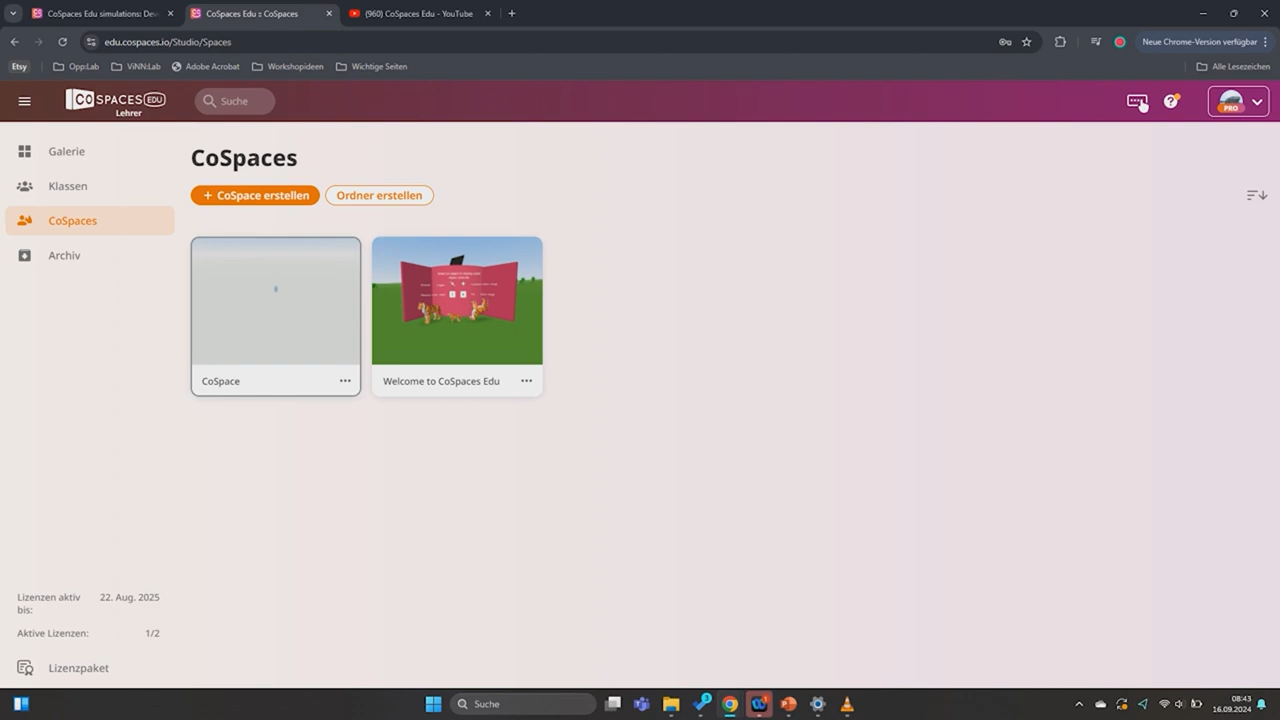 CoSpaces Edu simulations: Dev
CoSpaces Edu :: CoSpaces
(960) CoSpaces Edu - YouTube
edu.cospaces.io/Studio/Spaces
Neue Chrome-Version verfügbar
Etsy
Opp:Lab
ViNN:Lab
Adobe Acrobat
Workshopideen
Wichtige Seiten
Alle Lesezeichen
COSPACES EDU
Lehrer
Suche
PRO
Galerie
Klassen
CoSpaces
Archiv
CoSpaces
+ CoSpace erstellen
Ordner erstellen
CoSpace
Welcome to CoSpaces Edu
Lizenzen aktiv bis:
22. Aug. 2025
Aktive Lizenzen:
1/2
Lizenzpaket
Suche
08:43
16.09.2024